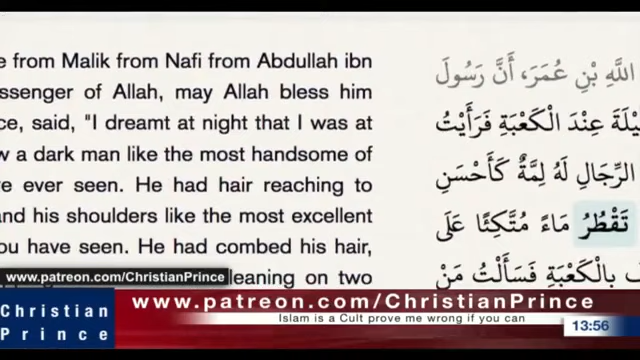 e from Malik from Nafi from Abdullah ibn
ssenger of Allah, may Allah bless him
ce, said, "I dreamt at night that I was at
w a dark man like the most handsome of
e ever seen. He had hair reaching to
and his shoulders like the most excellent
ou have seen. He had combed his hair,
leaning on two
اللَّهِ بْنِ عُمَرَ، أَنَّ رَسُولَ
يْلَةَ عِنْدَ الْكَعْبَةِ فَرَأَيْتُ
الرِّجَالِ لَهُ لِمَّةٌ كَأَحْسَنِ
تَقْطُرُ مَاءً مُتَّكِئًا عَلَى
بِالْكَعْبَةِ فَسَأَلْتُ مَنْ
www.patreon.com/ChristianPrince
www.patreon.com/ChristianPrince
Islam is a Cult prove me wrong if you can
Christian
Prince
13:56